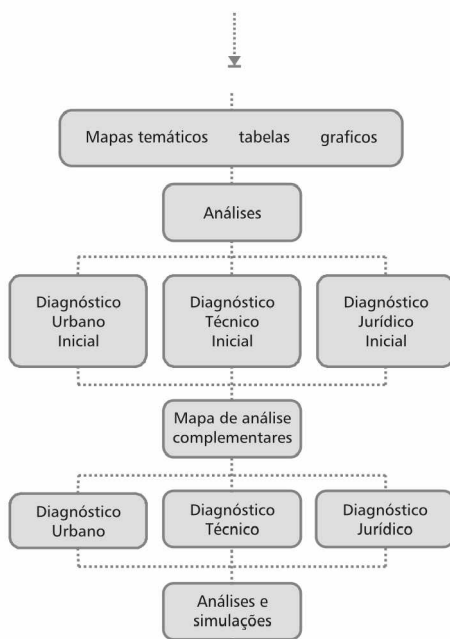 Mapas temáticos tabelas graficos
Análises
Diagnóstico
Urbano
Inicial
Diagnóstico
Técnico
Inicial
Diagnóstico
Jurídico
Inicial
Mapa de análise
complementares
Diagnóstico
Urbano
Diagnóstico
Técnico
Diagnóstico
Jurídico
Análises e
simulações